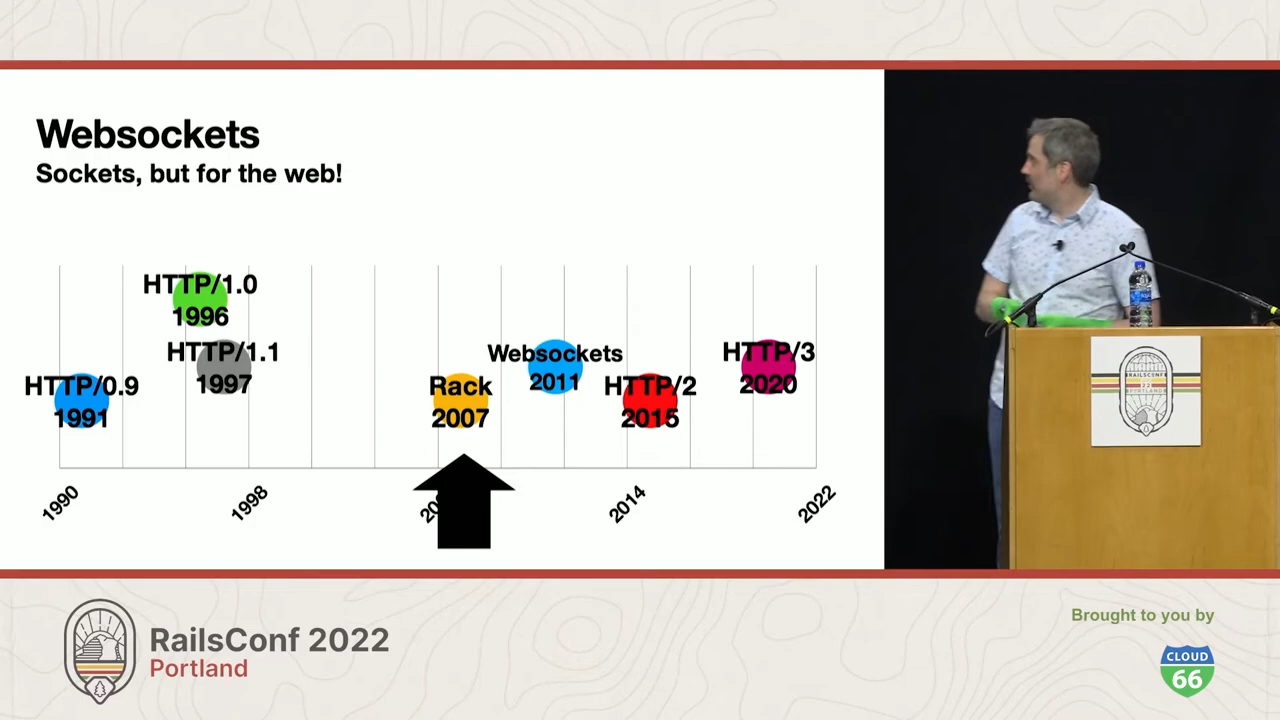 Websockets
Sockets, but for the web!
HTTP/1.0
1996
HTTP/1.1
1997
HTTP/0.9
1991
Rack
2007
Websockets
2011
HTTP/2
2015
HTTP/3
2020
1990
1998
2014
2022
RAILSCONF
PORTLAND
RailsConf 2022
Portland
Brought to you by
CLOUD
66